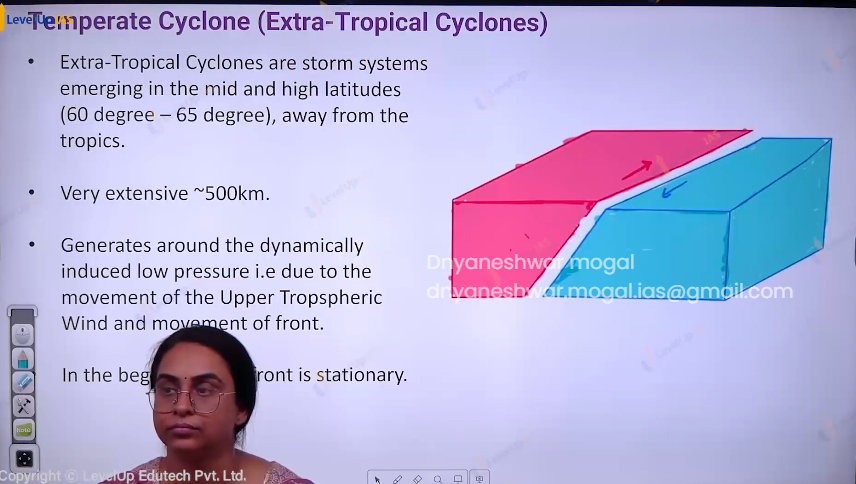 LevelUp IAS
Temperate Cyclone (Extra-Tropical Cyclones)
• Extra-Tropical Cyclones are storm systems
emerging in the mid and high latitudes
(60 degree – 65 degree), away from the
tropics.
• Very extensive ~500km.
• Generates around the dynamically
induced low pressure i.e due to the
movement of the Upper Tropspheric
Wind and movement of front.
In the beg front is stationary.
Dnyaneshwar mogal
dnyaneshwar.mogal.ias@gmail.com
note
Copyright © LevelUp Edutech Pvt. Ltd.